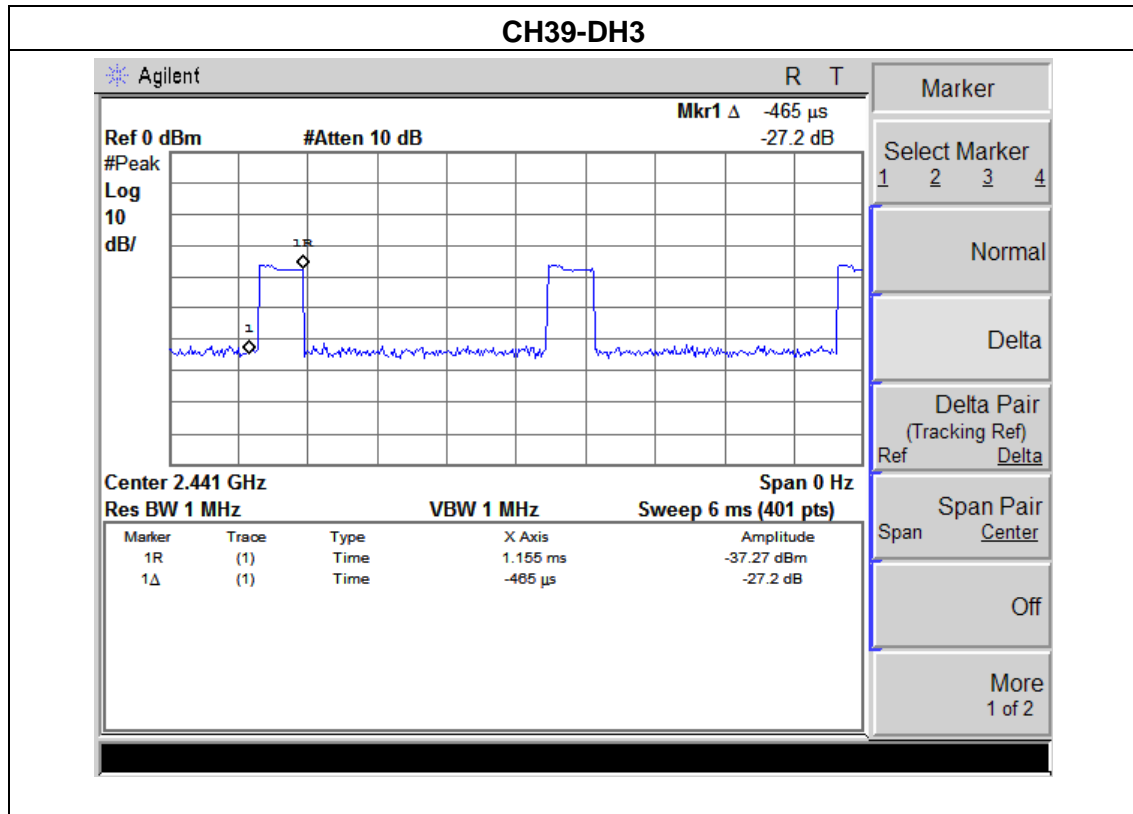 CH39-DH3
Agilent
R T
Mkr1 Δ -465 µs
Ref 0 dBm #Atten 10 dB -27.2 dB
#Peak
Log
10
dB/
1R
1
Center 2.441 GHz Span 0 Hz
Res BW 1 MHz VBW 1 MHz Sweep 6 ms (401 pts)
Marker Trace Type X Axis Amplitude
1R (1) Time 1.155 ms -37.27 dBm
1Δ (1) Time -465 µs -27.2 dB
Marker
Select Marker
1 2 3 4
Normal
Delta
Delta Pair
(Tracking Ref)
Ref Delta
Span Pair
Span Center
Off
More
1 of 2